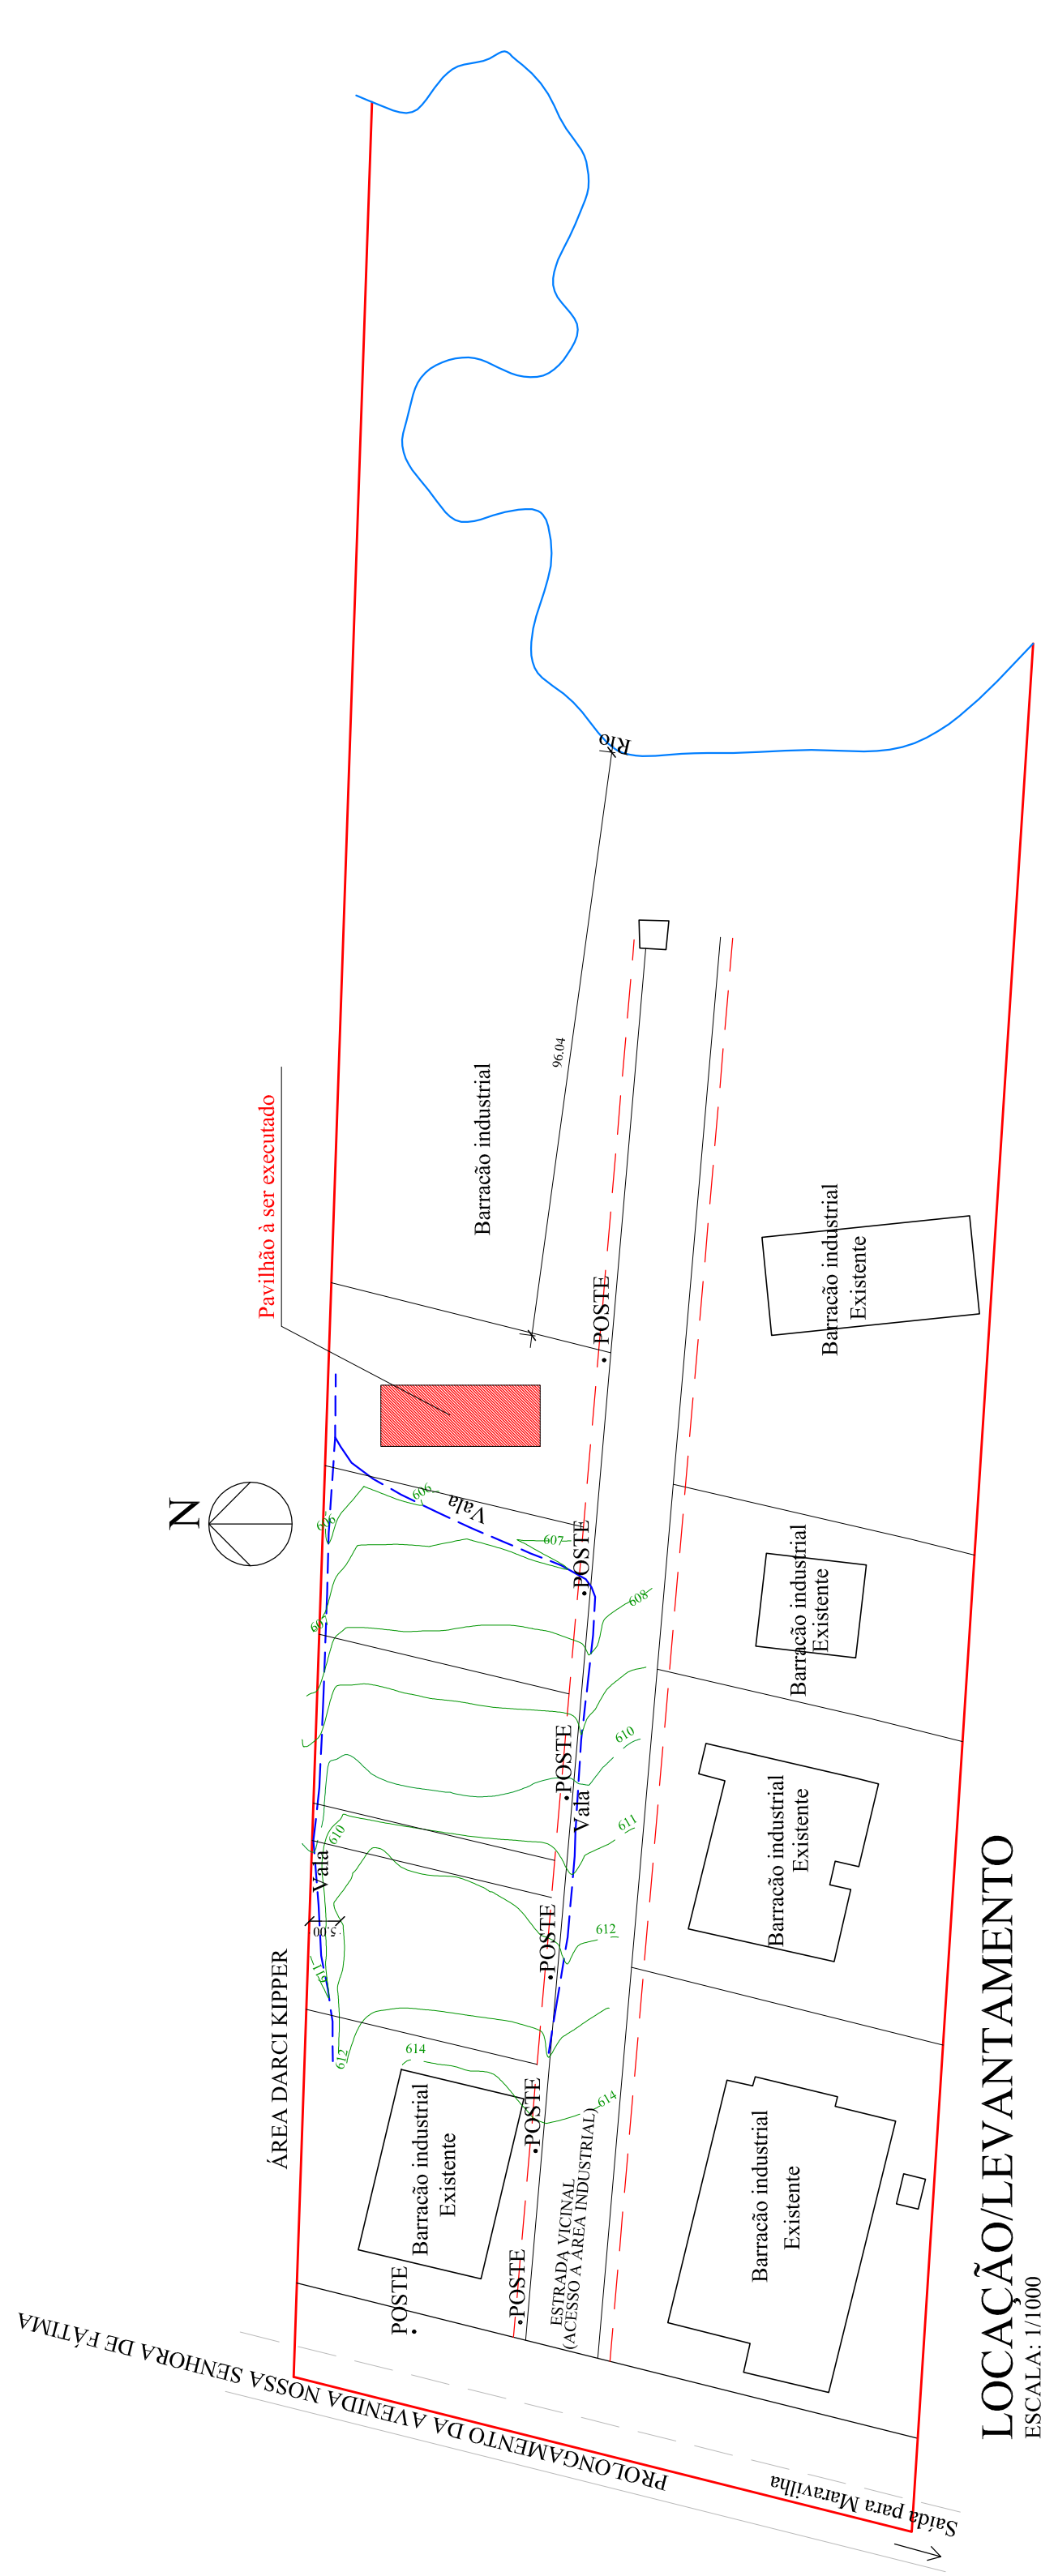 Rio
96.04
Pavilhão à ser executado
Barracão industrial
POSTE
Barracão industrial
Existente
N
606
606
Vala
607
POSTE
608
607
Barracão industrial
Existente
POSTE
610
Vala
611
610
Vala
Barracão industrial
Existente
POSTE
612
5.00
611
ÁREA DARCI KIPPER
612
614
614
POSTE
Barracão industrial
Existente
POSTE
POSTE
ESTRADA VICINAL
(ACESSO A ÁREA INDUSTRIAL)
Barracão industrial
Existente
PROLONGAMENTO DA AVENIDA NOSSA SENHORA DE FÁTIMA
Saída para Maravilha
LOCAÇÃO/LEVANTAMENTO
ESCALA: 1/1000